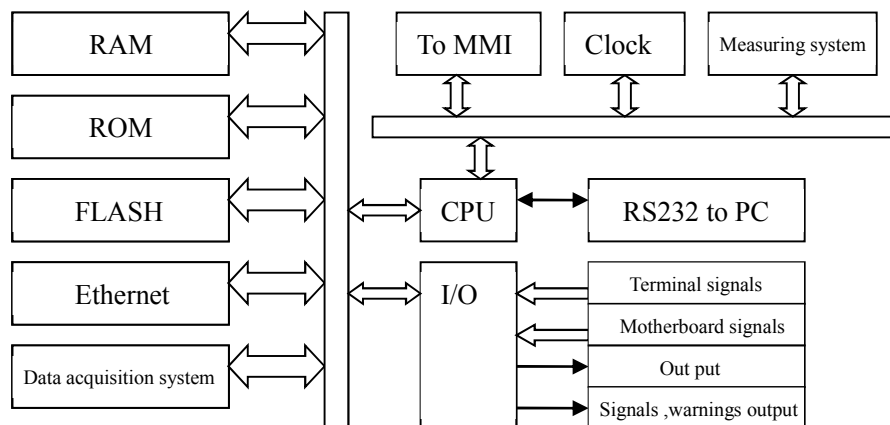 RAM
To MMI
Clock
Measuring system
ROM
FLASH
CPU
RS232 to PC
Ethernet
I/O
Terminal signals
Motherboard signals
Data acquisition system
Out put
Signals ,warnings output